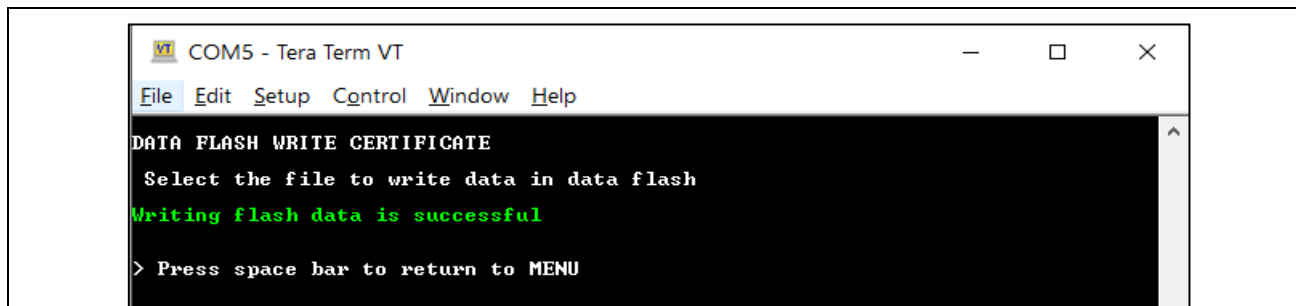 COM5 - Tera Term VT
File Edit Setup Control Window Help
DATA FLASH WRITE CERTIFICATE
Select the file to write data in data flash
Writing flash data is successful
> Press space bar to return to MENU